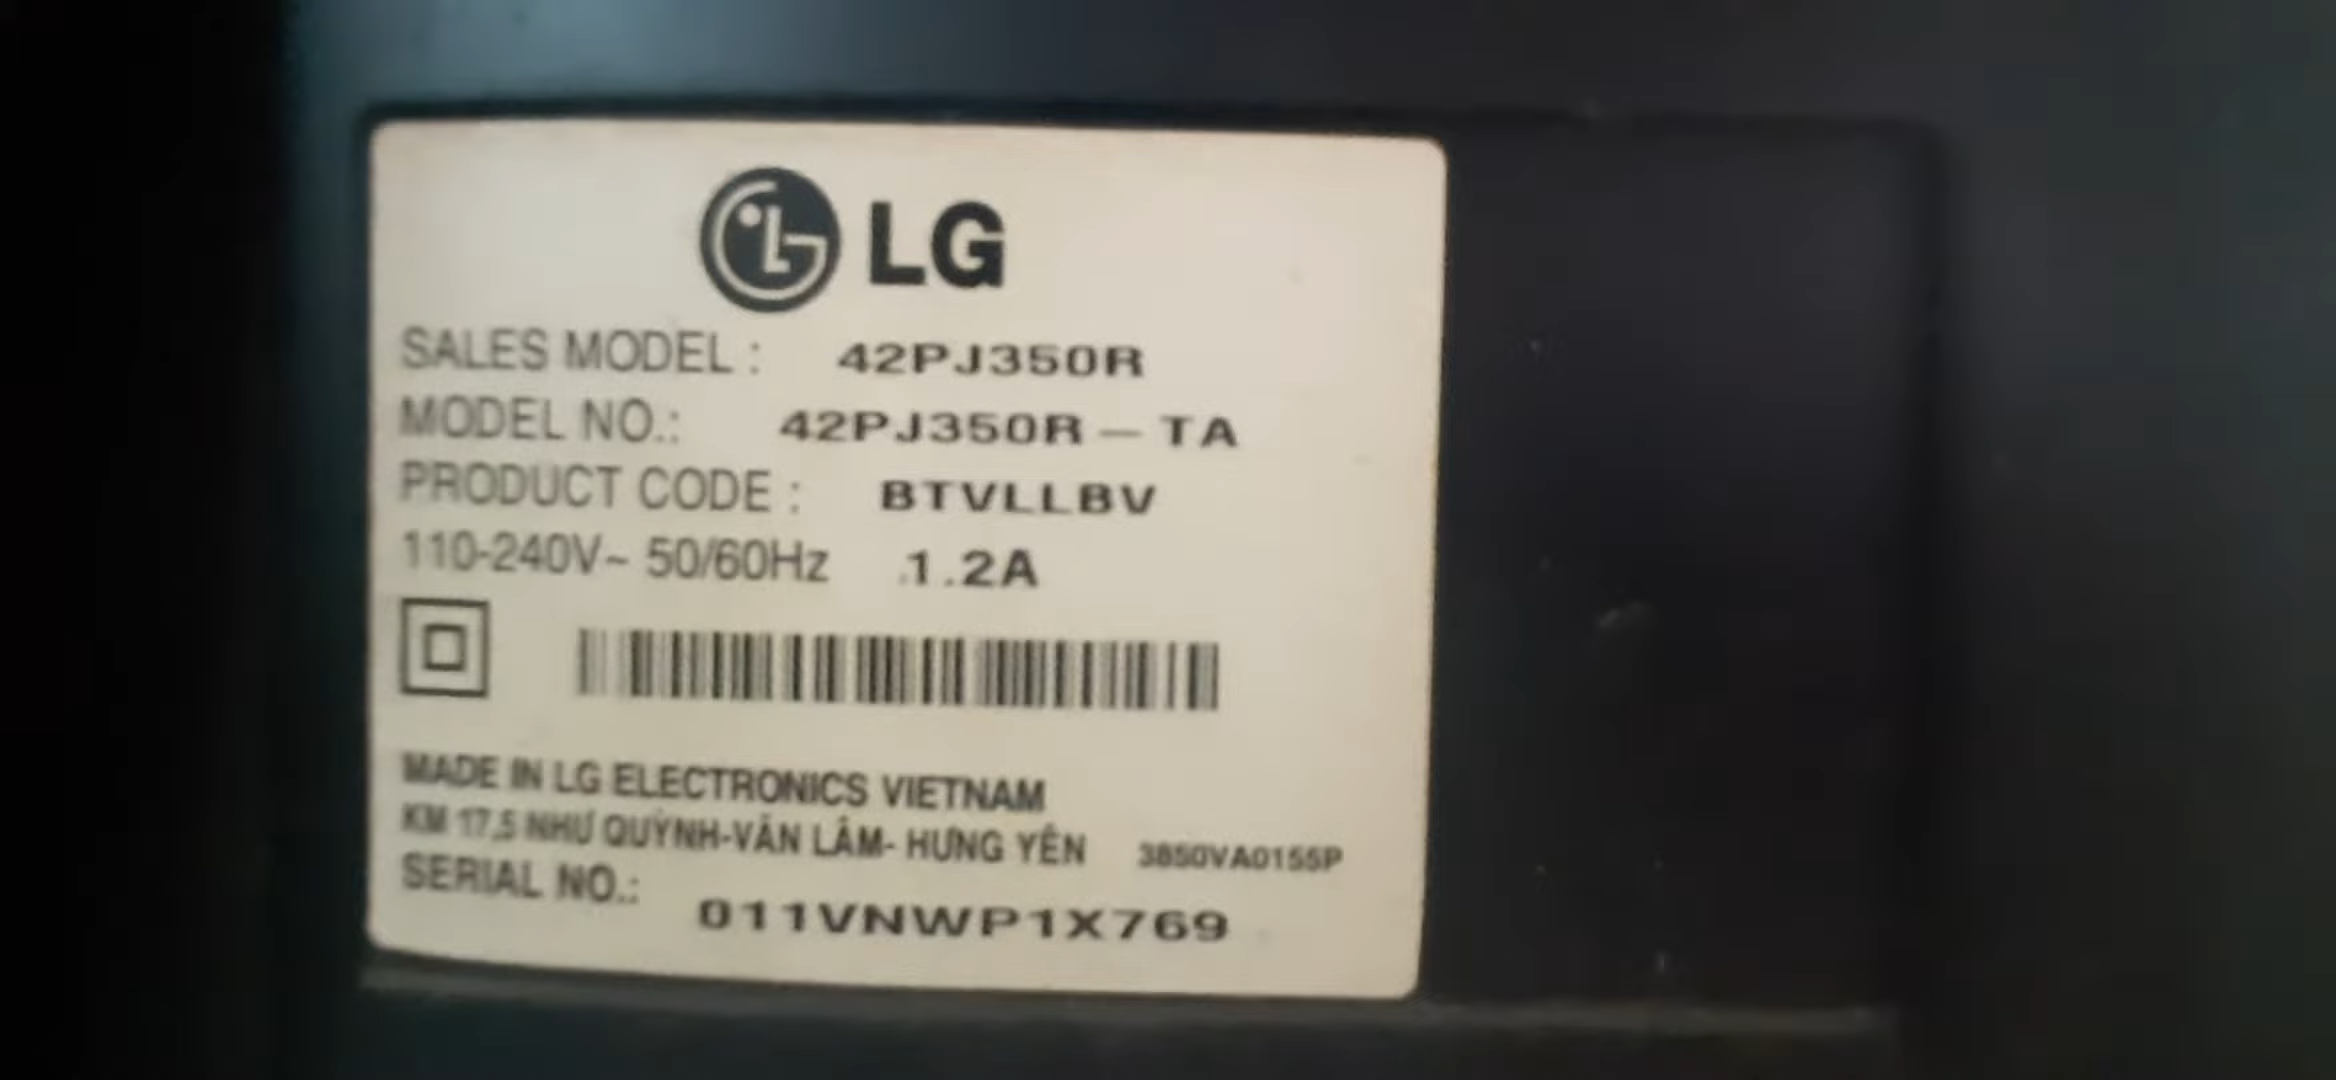 LG
SALES MODEL : 42PJ350R
MODEL NO.: 42PJ350R-TA
PRODUCT CODE : BTVLLBV
110-240V~ 50/60Hz 1.2A
MADE IN LG ELECTRONICS VIETNAM
KM 17,5 NHƯ QUỲNH-VĂN LÂM- HƯNG YÊN 3850VA0155P
SERIAL NO.: 011VNWP1X769